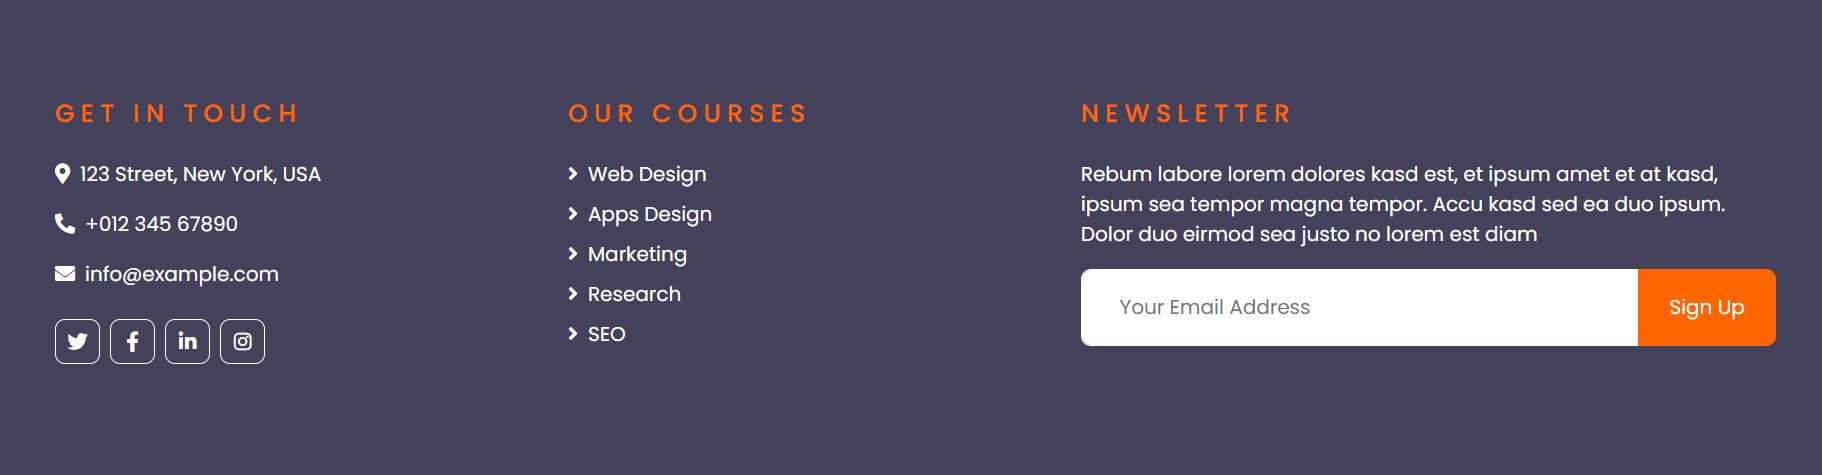 GET IN TOUCH
123 Street, New York, USA
+012 345 67890
info@example.com
OUR COURSES
Web Design
Apps Design
Marketing
Research
SEO
NEWSLETTER
Rebum labore lorem dolores kasd est, et ipsum amet et at kasd,
ipsum sea tempor magna tempor. Accu kasd sed ea duo ipsum.
Dolor duo eirmod sea justo no lorem est diam
Your Email Address
Sign Up